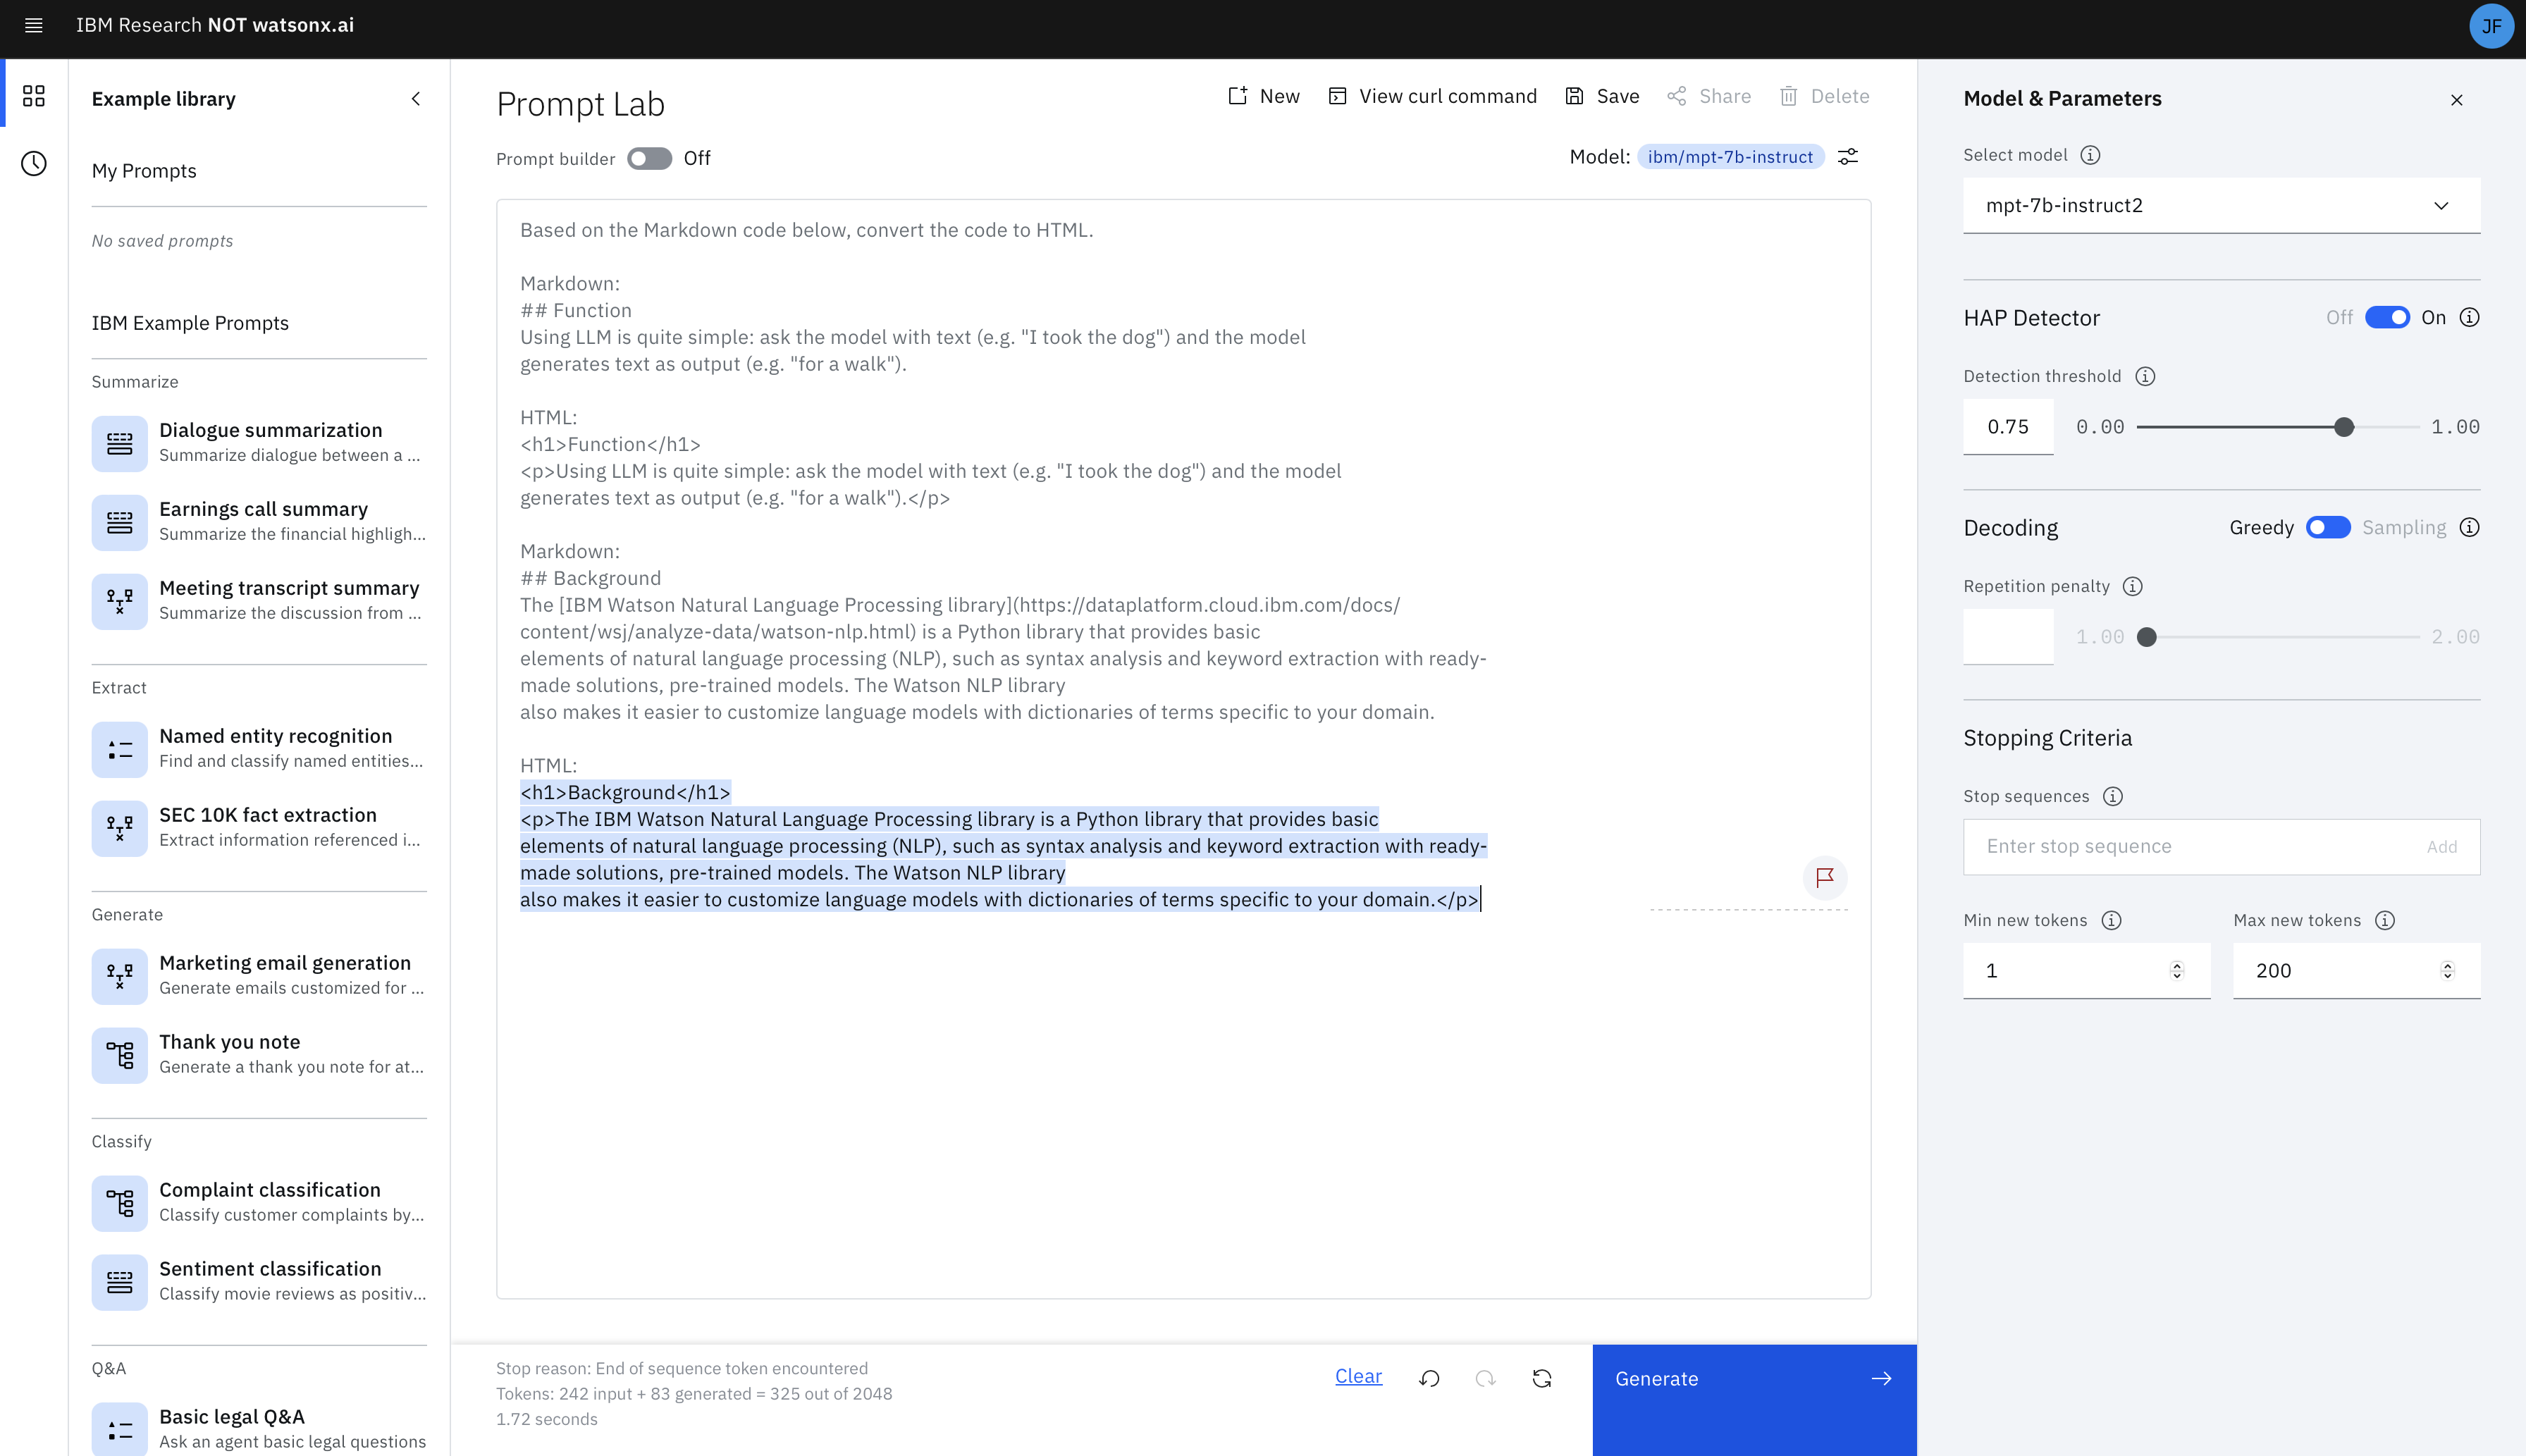 IBM Research NOT watsonx.ai
JF
Example library
My Prompts
No saved prompts
IBM Example Prompts
Summarize
Dialogue summarization
Summarize dialogue between a ...
Earnings call summary
Summarize the financial highligh...
Meeting transcript summary
Summarize the discussion from ...
Extract
Named entity recognition
Find and classify named entities...
SEC 10K fact extraction
Extract information referenced i...
Generate
Marketing email generation
Generate emails customized for ...
Thank you note
Generate a thank you note for at...
Classify
Complaint classification
Classify customer complaints by...
Sentiment classification
Classify movie reviews as positiv...
Q&A
Basic legal Q&A
Ask an agent basic legal questions
Prompt Lab
New
View curl command
Save
Share
Delete
Prompt builder Off
Model: ibm/mpt-7b-instruct
Based on the Markdown code below, convert the code to HTML.
Markdown:
## Function
Using LLM is quite simple: ask the model with text (e.g. "I took the dog") and the model
generates text as output (e.g. "for a walk").
HTML:
<h1>Function</h1>
<p>Using LLM is quite simple: ask the model with text (e.g. "I took the dog") and the model
generates text as output (e.g. "for a walk").</p>
Markdown:
## Background
The [IBM Watson Natural Language Processing library](https://dataplatform.cloud.ibm.com/docs/
content/wsj/analyze-data/watson-nlp.html) is a Python library that provides basic
elements of natural language processing (NLP), such as syntax analysis and keyword extraction with ready-
made solutions, pre-trained models. The Watson NLP library
also makes it easier to customize language models with dictionaries of terms specific to your domain.
HTML:
<h1>Background</h1>
<p>The IBM Watson Natural Language Processing library is a Python library that provides basic
elements of natural language processing (NLP), such as syntax analysis and keyword extraction with ready-
made solutions, pre-trained models. The Watson NLP library
also makes it easier to customize language models with dictionaries of terms specific to your domain.</p>
Stop reason: End of sequence token encountered
Tokens: 242 input + 83 generated = 325 out of 2048
1.72 seconds
Clear
Generate
Model & Parameters
Select model
mpt-7b-instruct2
HAP Detector Off On
Detection threshold
0.75 0.00 1.00
Decoding Greedy Sampling
Repetition penalty
1.00 2.00
Stopping Criteria
Stop sequences
Enter stop sequence Add
Min new tokens Max new tokens
1 200